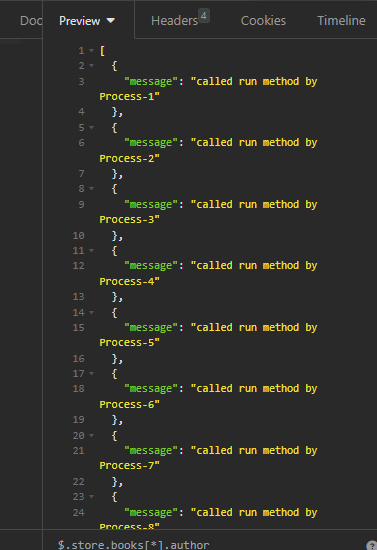 Doc Preview Headers 4 Cookies Timeline
1 [
2 {
3 "message": "called run method by
Process-1"
4 },
5 {
6 "message": "called run method by
Process-2"
7 },
8 {
9 "message": "called run method by
Process-3"
10 },
11 {
12 "message": "called run method by
Process-4"
13 },
14 {
15 "message": "called run method by
Process-5"
16 },
17 {
18 "message": "called run method by
Process-6"
19 },
20 {
21 "message": "called run method by
Process-7"
22 },
23 {
24 "message": "called run method by
Process-8"
$.store.books[*].author ?